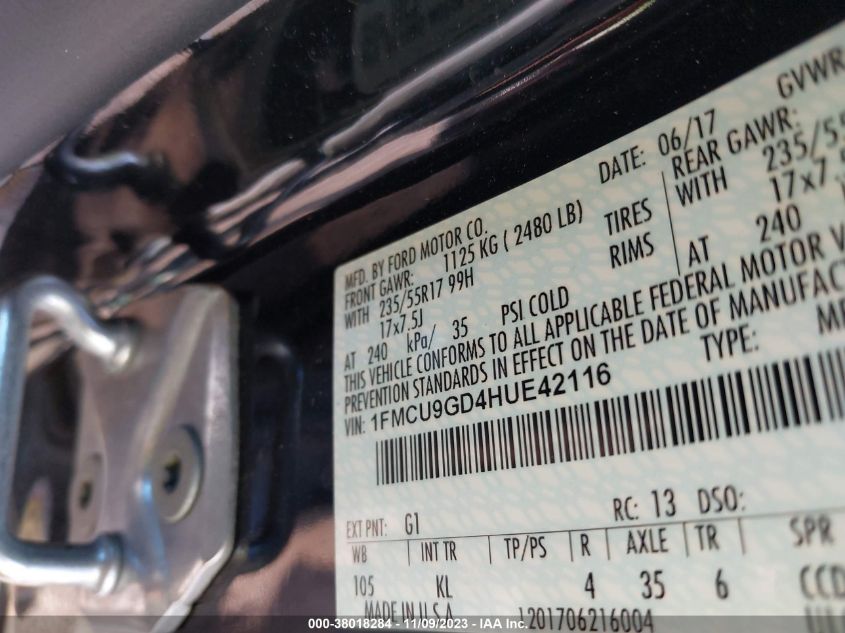 DATE: 06/17 GVWR
MFD. BY FORD MOTOR CO.
FRONT GAWR: 1125 KG ( 2480 LB) REAR GAWR:
WITH 235/55R17 99H TIRES WITH 235/55
17x7.5J RIMS 17x7.5
AT 240 kPa/ 35 PSI COLD AT 240
THIS VEHICLE CONFORMS TO ALL APPLICABLE FEDERAL MOTOR V
PREVENTION STANDARDS IN EFFECT ON THE DATE OF MANUFAC
VIN: 1FMCU9GD4HUE42116 TYPE:
EXT PNT: G1 RC: 13 DSO:
WB INT TR TP/PS R AXLE TR SPR
105 KL 4 35 6 CCD
MADE IN U.S.A. 1201706216004
000-38018284 - 11/09/2023 - IAA Inc.